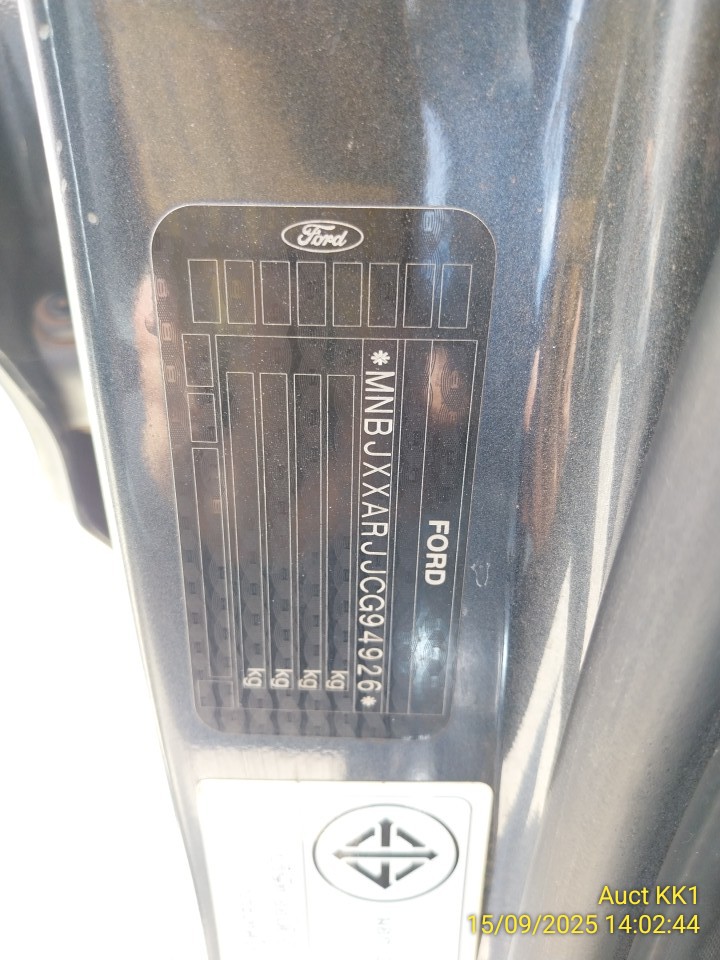 Ford
FORD
*MNBJXXARJJCG94926*
kg
kg
kg
kg
Auct KK1
15/09/2025 14:02:44